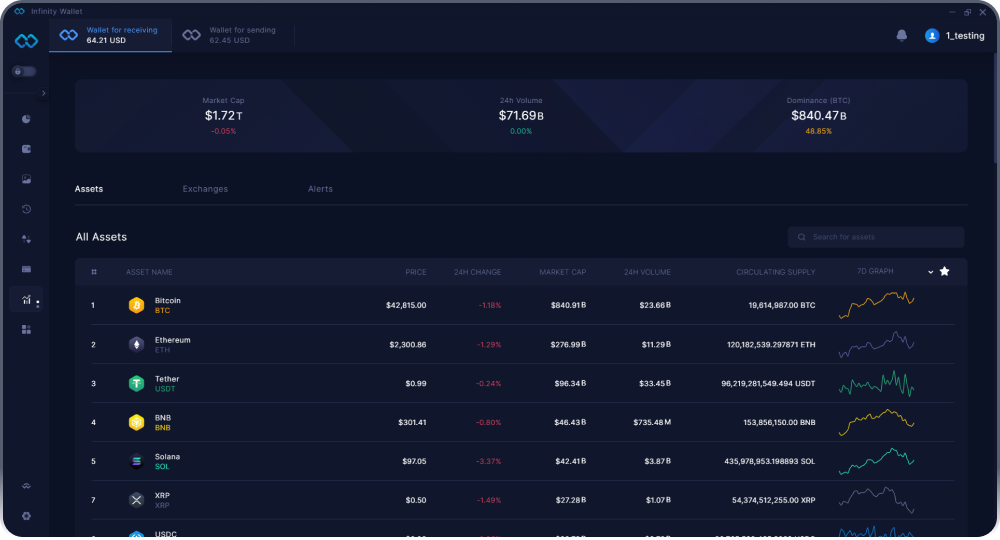 Infinity Wallet
Wallet for receiving
64.21 USD
Wallet for sending
62.45 USD
1_testing
Market Cap
$1.72T
-0.05%
24h Volume
$71.69B
0.00%
Dominance (BTC)
$840.47B
48.85%
Assets Exchanges Alerts
All Assets
Search for assets
# ASSET NAME PRICE 24H CHANGE MARKET CAP 24H VOLUME CIRCULATING SUPPLY 7D GRAPH
1 Bitcoin BTC $42,815.00 -1.18% $840.91B $23.66B 19,614,987.00 BTC
2 Ethereum ETH $2,300.86 -1.29% $276.99B $11.29B 120,182,539.297871 ETH
3 Tether USDT $0.99 -0.24% $96.34B $33.45B 96,219,281,549.494 USDT
4 BNB BNB $301.41 -0.80% $46.43B $735.48M 153,856,150.00 BNB
5 Solana SOL $97.05 -3.37% $42.41B $3.87B 435,978,953.198893 SOL
7 XRP XRP $0.50 -1.49% $27.28B $1.07B 54,374,512,255.00 XRP
USDC